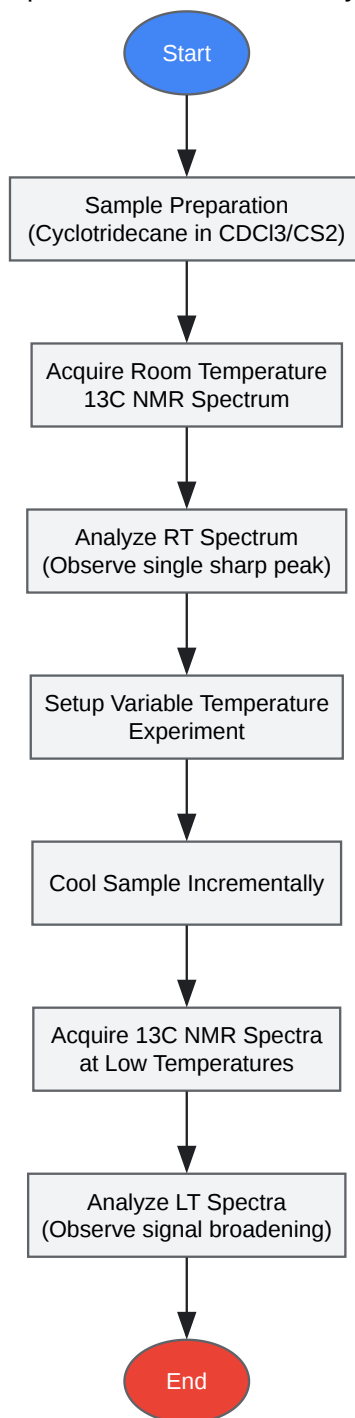 Start
Sample Preparation
(Cyclotridecane in CDCl3/CS2)
Acquire Room Temperature
13C NMR Spectrum
Analyze RT Spectrum
(Observe single sharp peak)
Setup Variable Temperature
Experiment
Cool Sample Incrementally
Acquire 13C NMR Spectra
at Low Temperatures
Analyze LT Spectra
(Observe signal broadening)
End